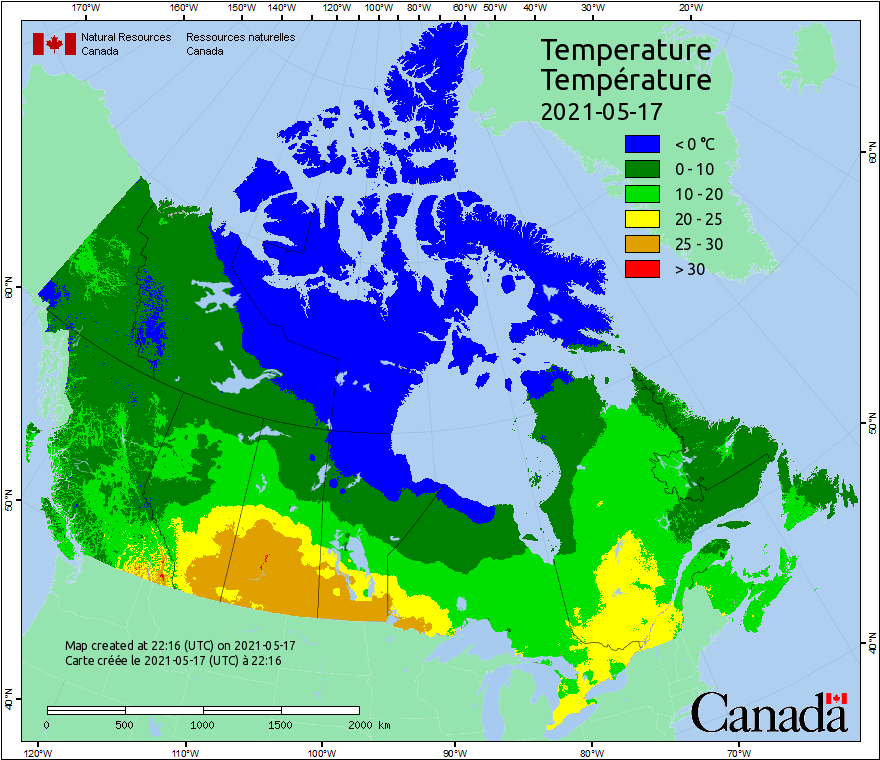 170°W 160°W 150°W 140°W 120°W 100°W 80°W 60°W 50°W 40°W 30°W 20°W
Natural Resources Ressources naturelles
Canada Canada
Temperature
Température
2021-05-17
< 0 °C
0 - 10
10 - 20
20 - 25
25 - 30
> 30
60°N
60°N
50°N
50°N
40°N
40°N
Map created at 22:16 (UTC) on 2021-05-17
Carte créée le 2021-05-17 (UTC) à 22:16
0 500 1000 1500 2000 km
Canada
120°W 110°W 100°W 90°W 80°W 70°W